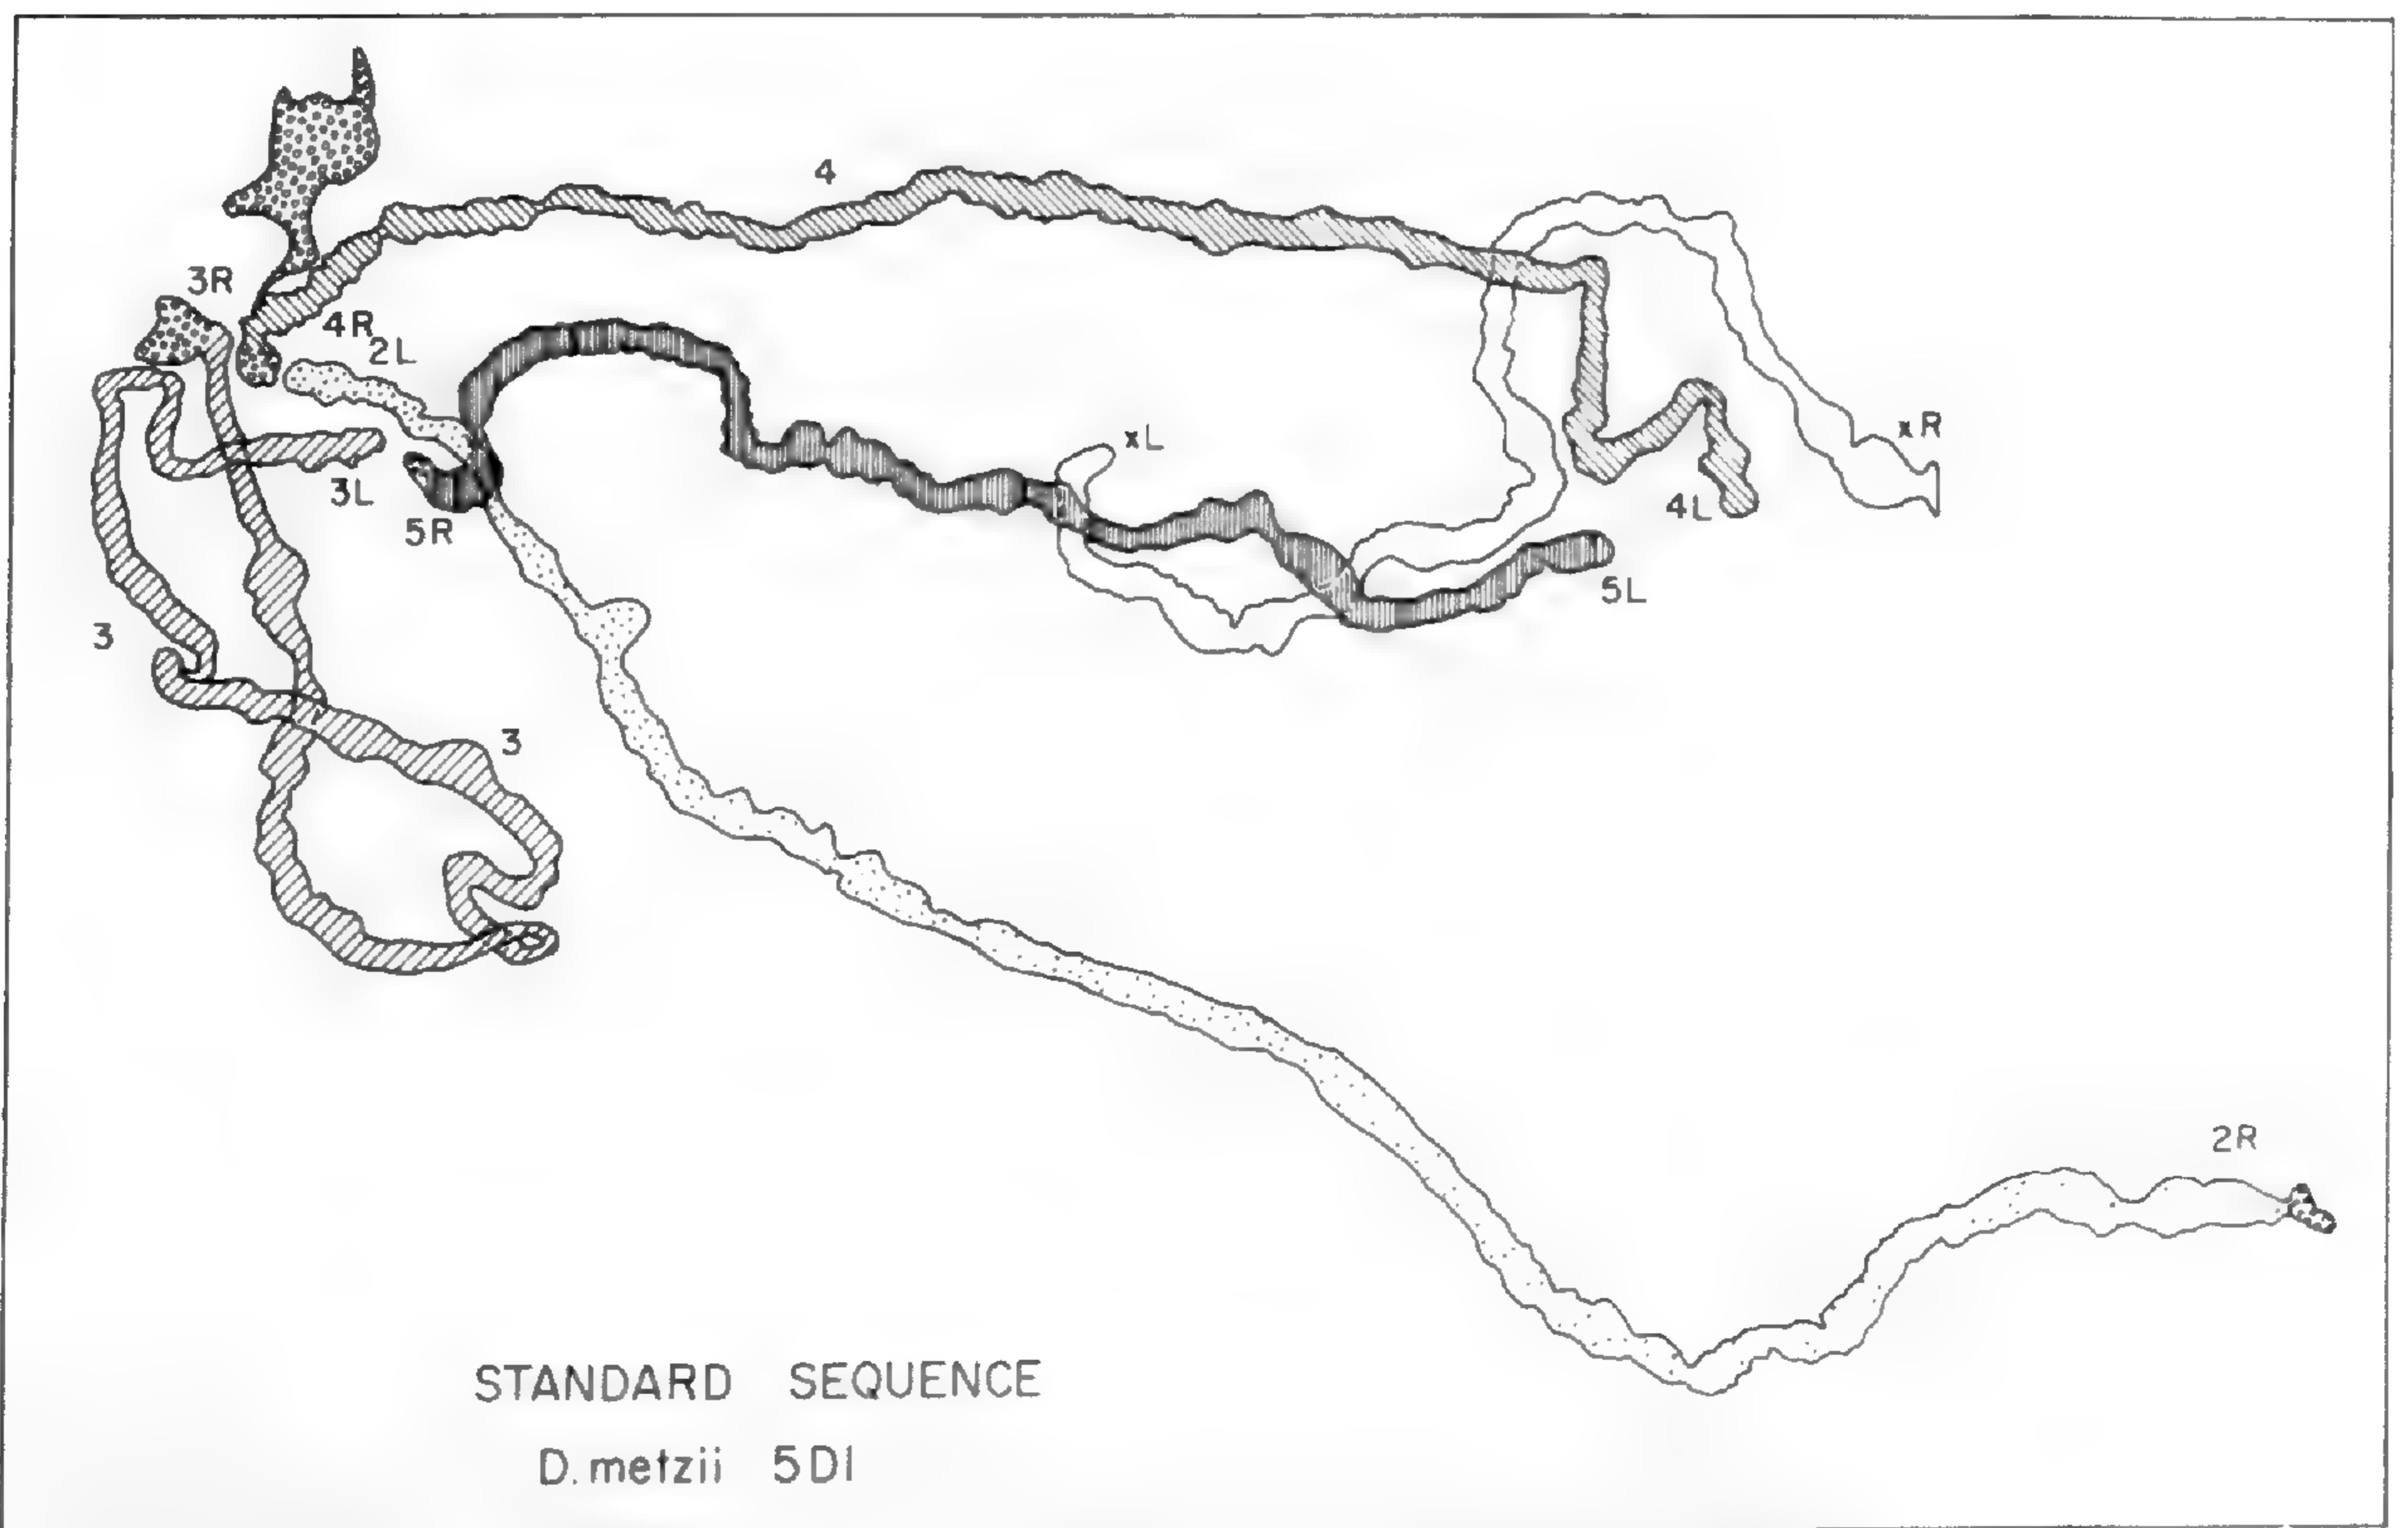 4
3R
4R
2L
xL
xR
3L
4L
5R
5L
3
3
2R
STANDARD SEQUENCE
D. metzii 5D1